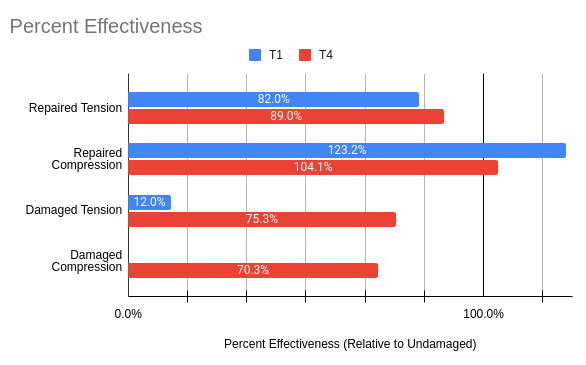 Percent Effectiveness
T1
T4
Repaired Tension
82.0%
89.0%
Repaired
Compression
123.2%
104.1%
Damaged Tension
12.0%
75.3%
Damaged
Compression
70.3%
0.0%
100.0%
Percent Effectiveness (Relative to Undamaged)